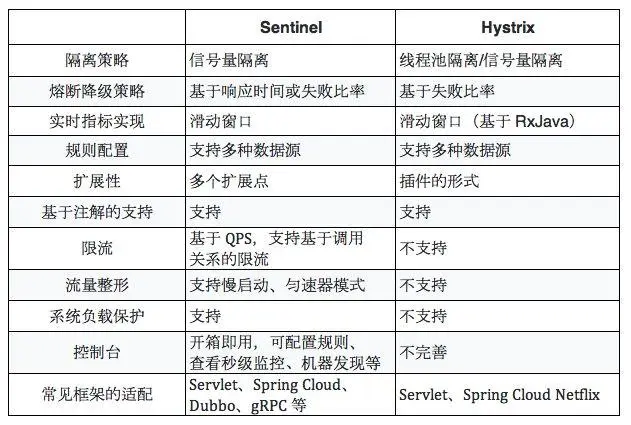 Sentinel Hystrix
隔离策略 信号量隔离 线程池隔离/信号量隔离
熔断降级策略 基于响应时间或失败比率 基于失败比率
实时指标实现 滑动窗口 滑动窗口（基于 RxJava）
规则配置 支持多种数据源 支持多种数据源
扩展性 多个扩展点 插件的形式
基于注解的支持 支持 支持
限流 基于 QPS，支持基于调用 不支持
关系的限流
流量整形 支持慢启动、匀速器模式 不支持
系统负载保护 支持 不支持
控制台 开箱即用，可配置规则、 不完善
查看秒级监控、机器发现等
常见框架的适配 Servlet、Spring Cloud、 Servlet、Spring Cloud Netflix
Dubbo、gRPC 等